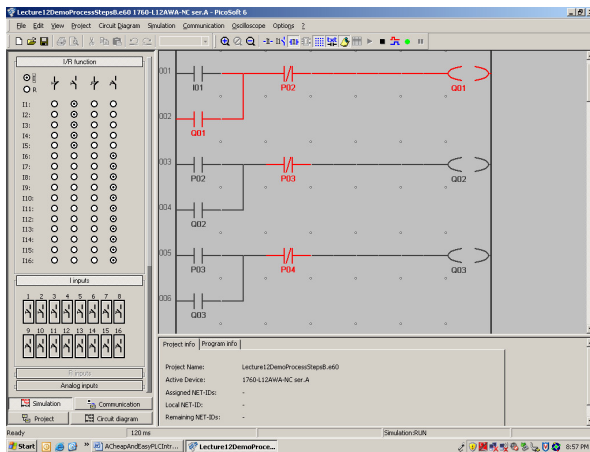 Lecture12DemoProcessStepsB.e60 1760-L12AWA-NC ser.A - PicoSoft 6
File Edit View Project Circuit Diagram Simulation Communication Oscilloscope Options ?
I/R function
I
R
I1:
I2:
I3:
I4:
I5:
I6:
I7:
I8:
I9:
I10:
I11:
I12:
I13:
I14:
I15:
I16:
I inputs
1 2 3 4 5 6 7 8
9 10 11 12 13 14 15 16
R inputs
Analog inputs
Simulation Communication
Project Circuit diagram
001 I01 P02 Q01
002 Q01
003 P02 P03 Q02
004 Q02
005 P03 P04 Q03
006 Q03
Project info Program info
Project Name: Lecture12DemoProcessStepsB.e60
Active Device: 1760-L12AWA-NC ser.A
Assigned NET-IDs: -
Local NET-ID: -
Remaining NET-IDs: -
Ready 120 ms Simulation:RUN
Start ACheapAndEasyPLCIntr... Lecture12DemoProce... 8:57 PM